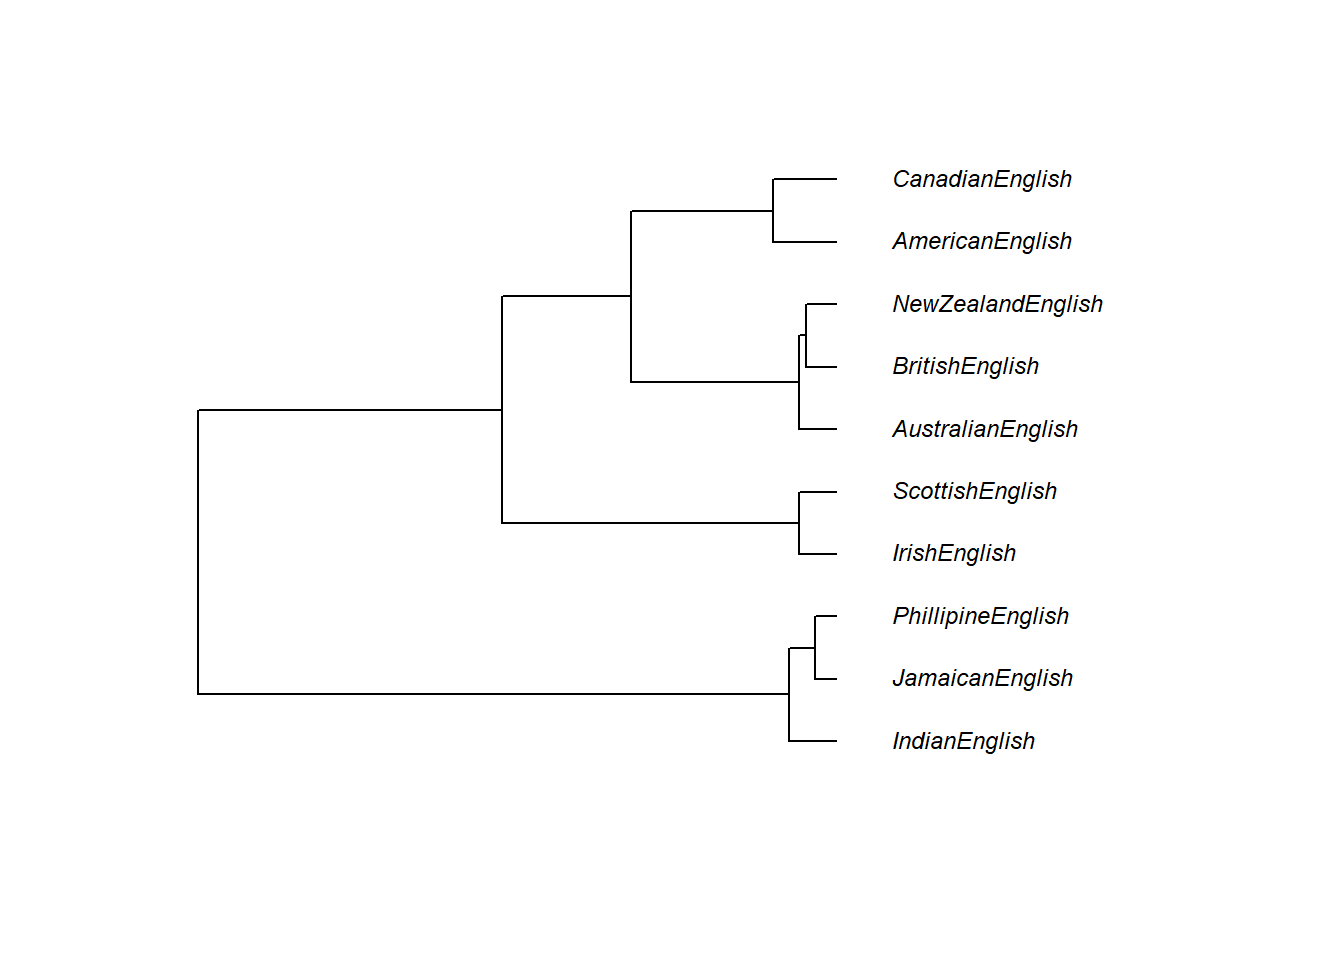 CanadianEnglish
AmericanEnglish
NewZealandEnglish
BritishEnglish
AustralianEnglish
ScottishEnglish
IrishEnglish
PhillipineEnglish
JamaicanEnglish
IndianEnglish